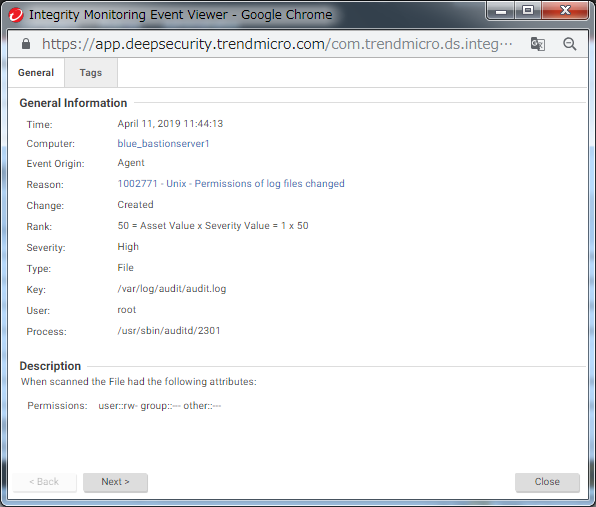 Integrity Monitoring Event Viewer - Google Chrome
https://app.deepsecurity.trendmicro.com/com.trendmicro.ds.integ···
General Tags
General Information
Time: April 11, 2019 11:44:13
Computer: blue_bastionserver1
Event Origin: Agent
Reason: 1002771 - Unix - Permissions of log files changed
Change: Created
Rank: 50 = Asset Value x Severity Value = 1 x 50
Severity: High
Type: File
Key: /var/log/audit/audit.log
User: root
Process: /usr/sbin/auditd/2301
Description
When scanned the File had the following attributes:
Permissions: user::rw- group::--- other::---
< Back Next > Close